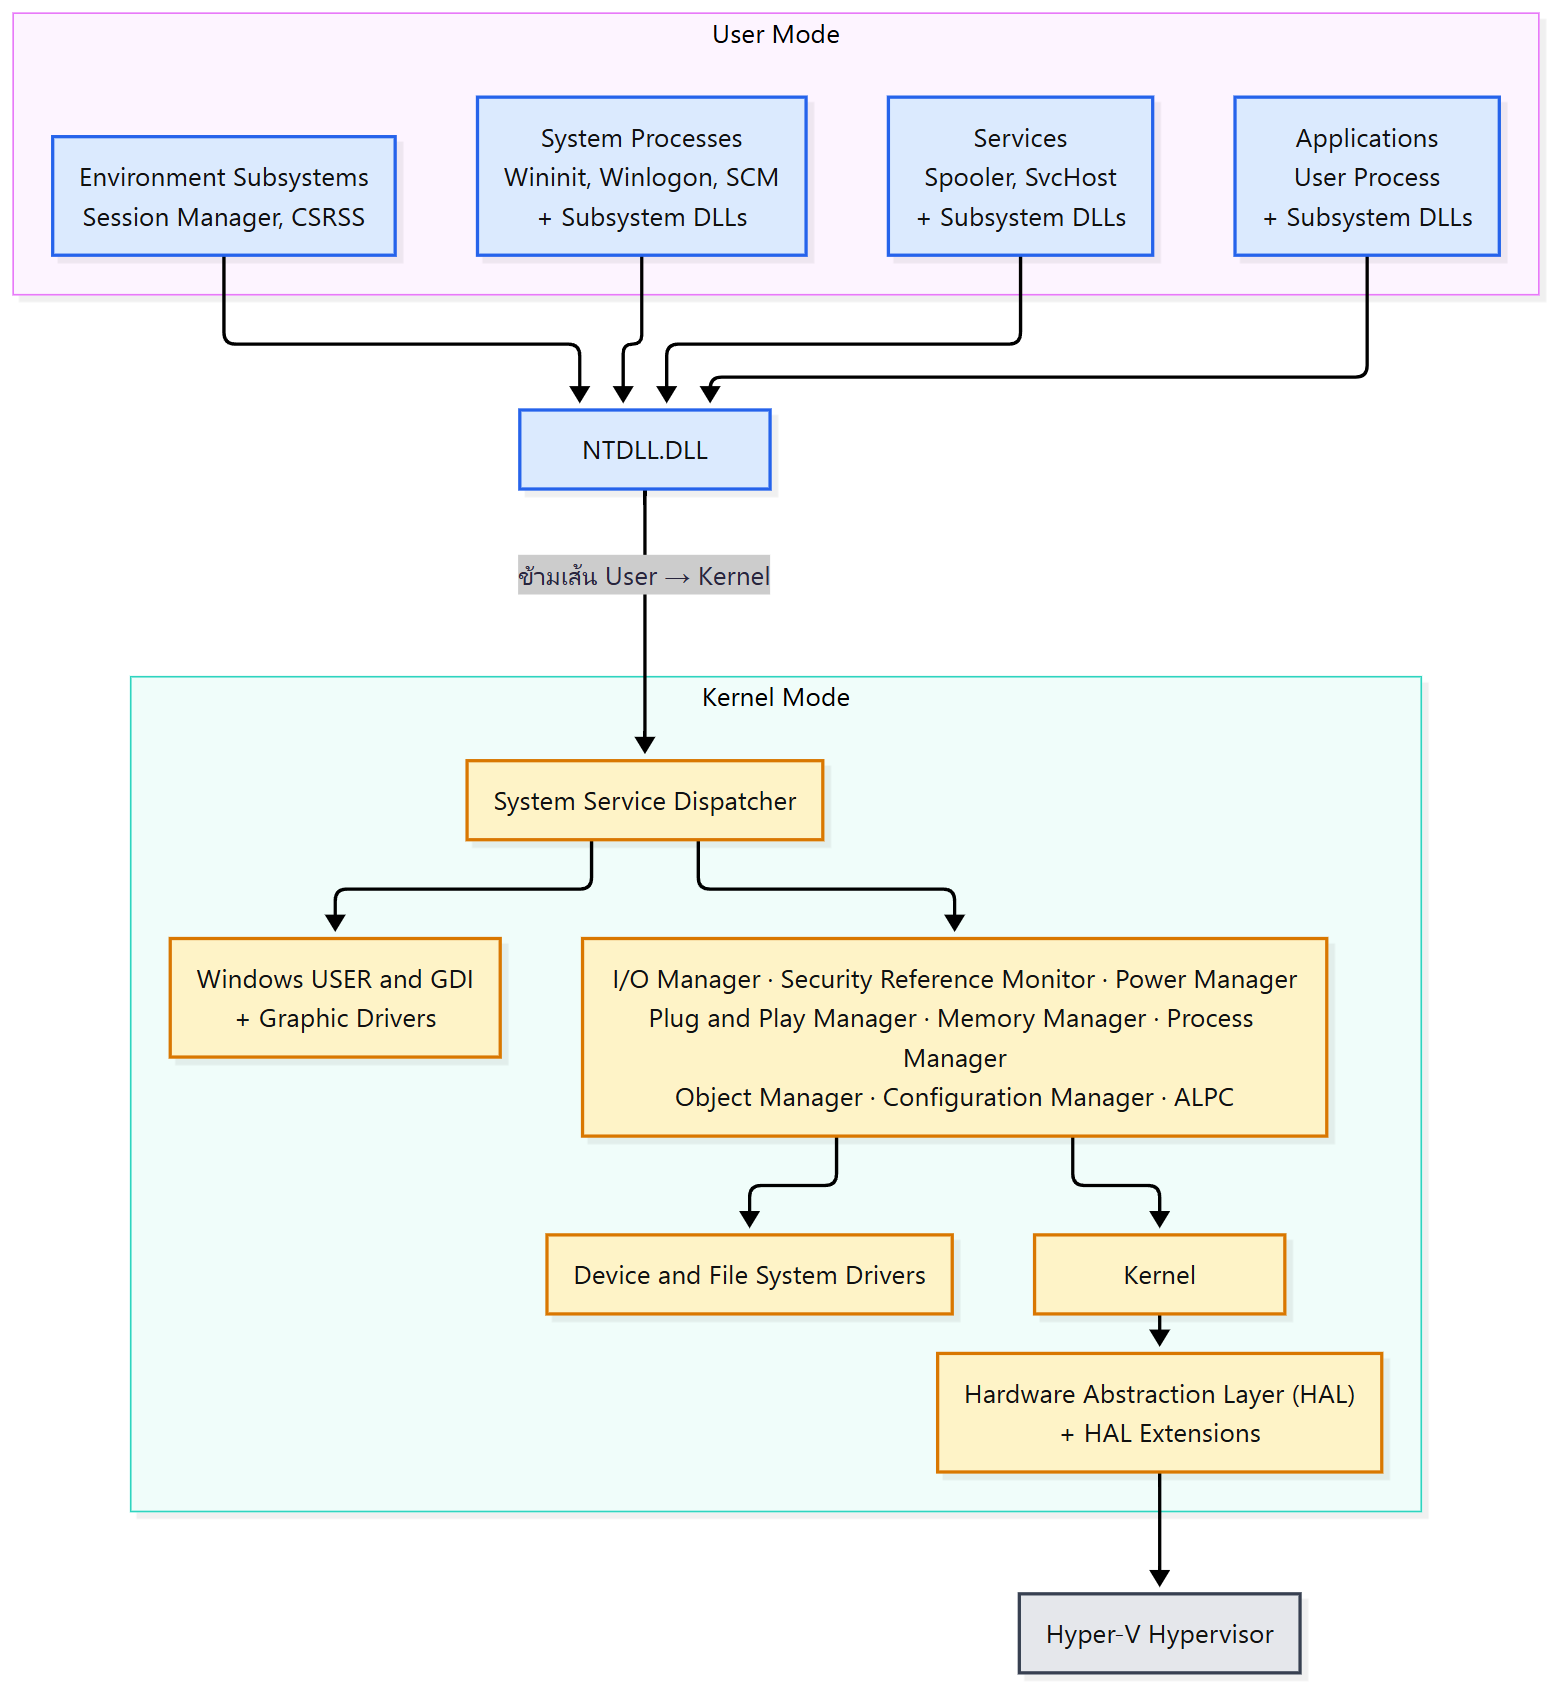 User Mode
Environment Subsystems
Session Manager, CSRSS
System Processes
Wininit, Winlogon, SCM
+ Subsystem DLLs
Services
Spooler, SvcHost
+ Subsystem DLLs
Applications
User Process
+ Subsystem DLLs
NTDLL.DLL
ข้ามเส้น User → Kernel
Kernel Mode
System Service Dispatcher
Windows USER and GDI
+ Graphic Drivers
I/O Manager · Security Reference Monitor · Power Manager
Plug and Play Manager · Memory Manager · Process
Manager
Object Manager · Configuration Manager · ALPC
Device and File System Drivers
Kernel
Hardware Abstraction Layer (HAL)
+ HAL Extensions
Hyper-V Hypervisor